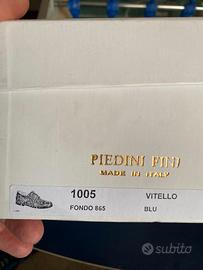 PIEDINI FINI
MADE IN ITALY
1005 VITELLO
FONDO 865 BLU
subito